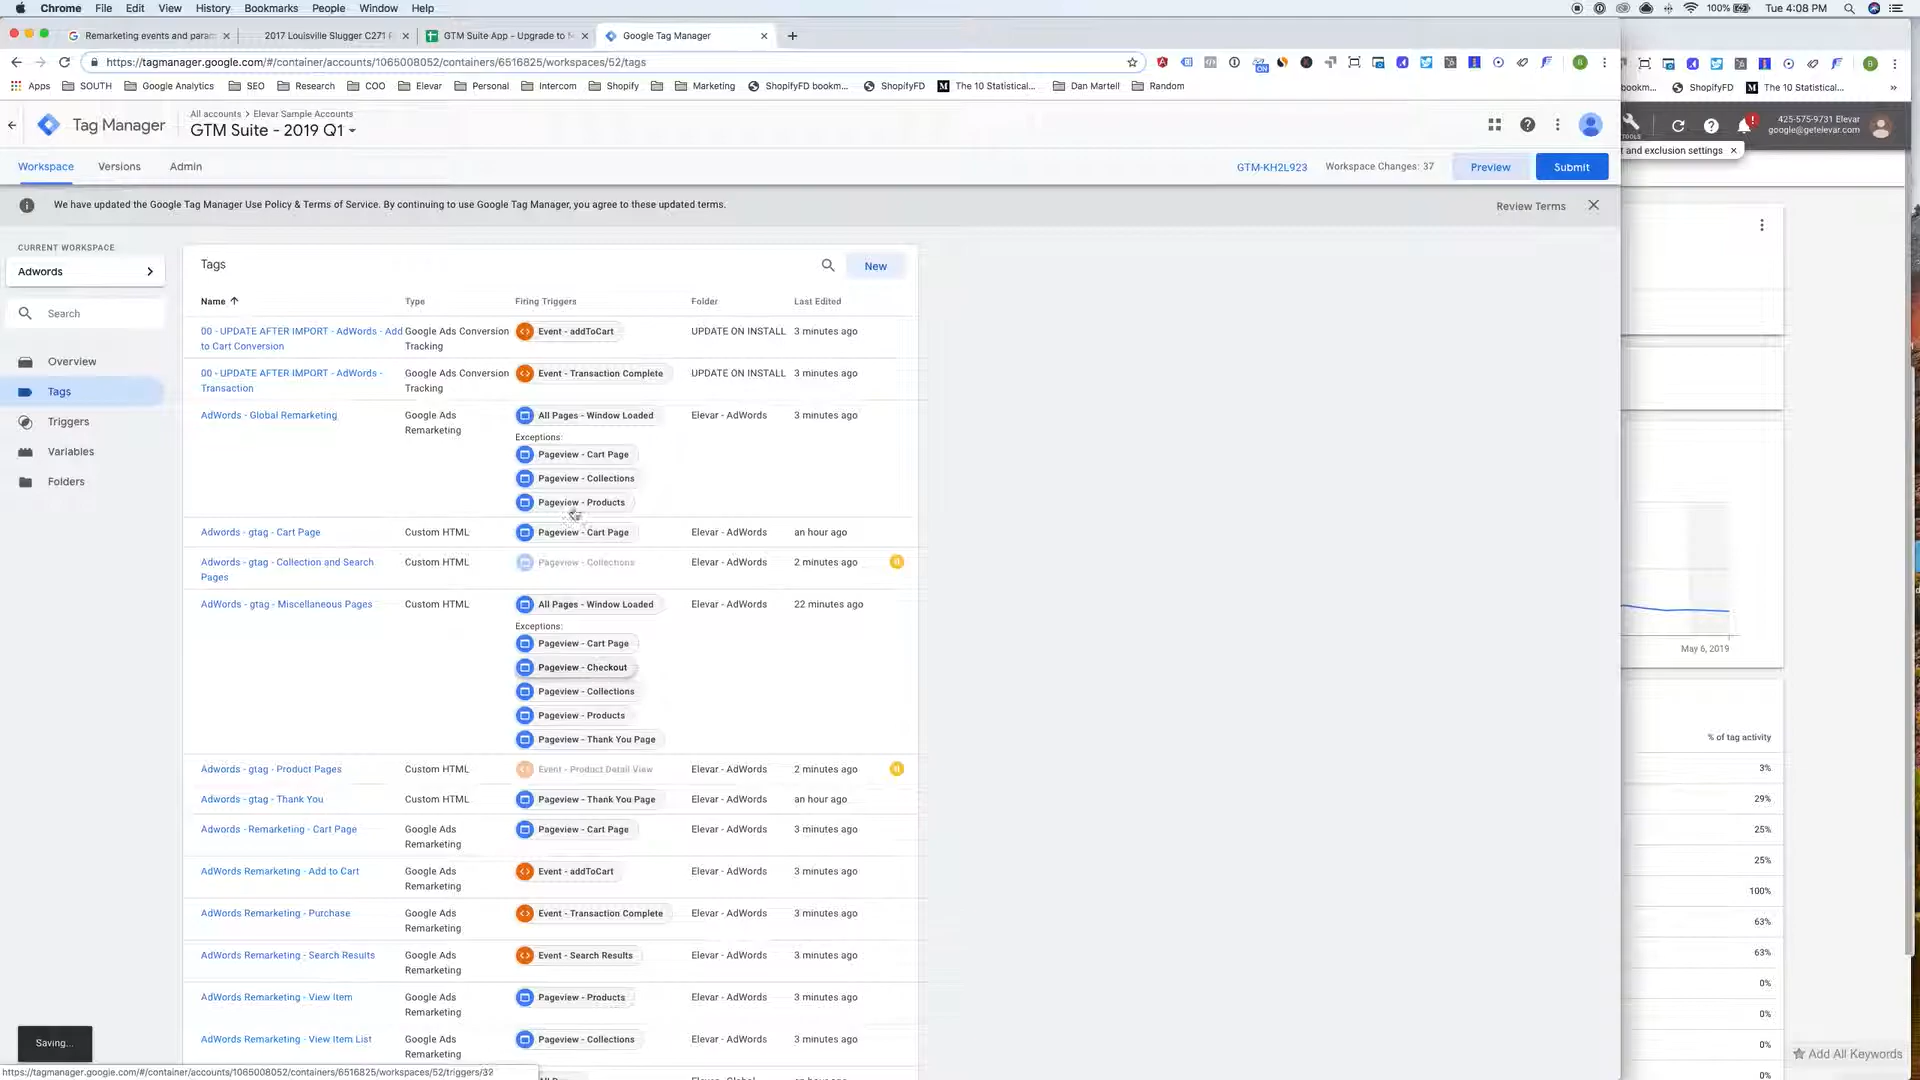 Chrome File Edit View History Bookmarks People Window Help 100% Tue 4:08 PM
Remarketing events and para 2017 Louisville Slugger C271 GTM Suite App - Upgrade to Google Tag Manager
https://tagmanager.google.com/#/container/accounts/1065008052/containers/6516825/workspaces/52/tags
Apps SOUTH Google Analytics SEO Research COO Elevar Personal Intercom Shopify Marketing ShopifyFD bookm... ShopifyFD The 10 Statistical... Dan Martell Random
ShopifyFD The 10 Statistical...
All accounts > Elevar Sample Accounts
Tag Manager GTM Suite - 2019 Q1
425-575-9731 Elevar
google@getelevar.com
and exclusion settings
Workspace Versions Admin GTM-KH2L923 Workspace Changes: 37 Preview Submit
We have updated the Google Tag Manager Use Policy & Terms of Service. By continuing to use Google Tag Manager, you agree to these updated terms. Review Terms
CURRENT WORKSPACE
Adwords
Search
Overview
Tags
Triggers
Variables
Folders
Tags New
Name Type Firing Triggers Folder Last Edited
00 - UPDATE AFTER IMPORT - AdWords - Add to Cart Conversion Google Ads Conversion Tracking Event - addToCart UPDATE ON INSTALL 3 minutes ago
00 - UPDATE AFTER IMPORT - AdWords - Transaction Google Ads Conversion Tracking Event - Transaction Complete UPDATE ON INSTALL 3 minutes ago
AdWords - Global Remarketing Google Ads Remarketing All Pages - Window Loaded Elevar - AdWords 3 minutes ago
Exceptions:
Pageview - Cart Page
Pageview - Collections
Pageview - Products
Adwords - gtag - Cart Page Custom HTML Pageview - Cart Page Elevar - AdWords an hour ago
Adwords - gtag - Collection and Search Pages Custom HTML Pageview - Collections Elevar - AdWords 2 minutes ago
AdWords - gtag - Miscellaneous Pages Custom HTML All Pages - Window Loaded Elevar - AdWords 22 minutes ago
Exceptions:
Pageview - Cart Page
Pageview - Checkout
Pageview - Collections
Pageview - Products
Pageview - Thank You Page
Adwords - gtag - Product Pages Custom HTML Event - Product Detail View Elevar - AdWords 2 minutes ago
Adwords - gtag - Thank You Custom HTML Pageview - Thank You Page Elevar - AdWords an hour ago
Adwords - Remarketing - Cart Page Google Ads Remarketing Pageview - Cart Page Elevar - AdWords 3 minutes ago
AdWords Remarketing - Add to Cart Google Ads Remarketing Event - addToCart Elevar - AdWords 3 minutes ago
AdWords Remarketing - Purchase Google Ads Remarketing Event - Transaction Complete Elevar - AdWords 3 minutes ago
AdWords Remarketing - Search Results Google Ads Remarketing Event - Search Results Elevar - AdWords 3 minutes ago
AdWords Remarketing - View Item Google Ads Remarketing Pageview - Products Elevar - AdWords 3 minutes ago
AdWords Remarketing - View Item List Google Ads Remarketing Pageview - Collections Elevar - AdWords 3 minutes ago
May 6, 2019
% of tag activity
3%
29%
25%
25%
100%
63%
63%
0%
0%
0%
0%
Add All Keywords
Saving...
https://tagmanager.google.com/#/container/accounts/1065008052/containers/6516825/workspaces/52/triggers/32